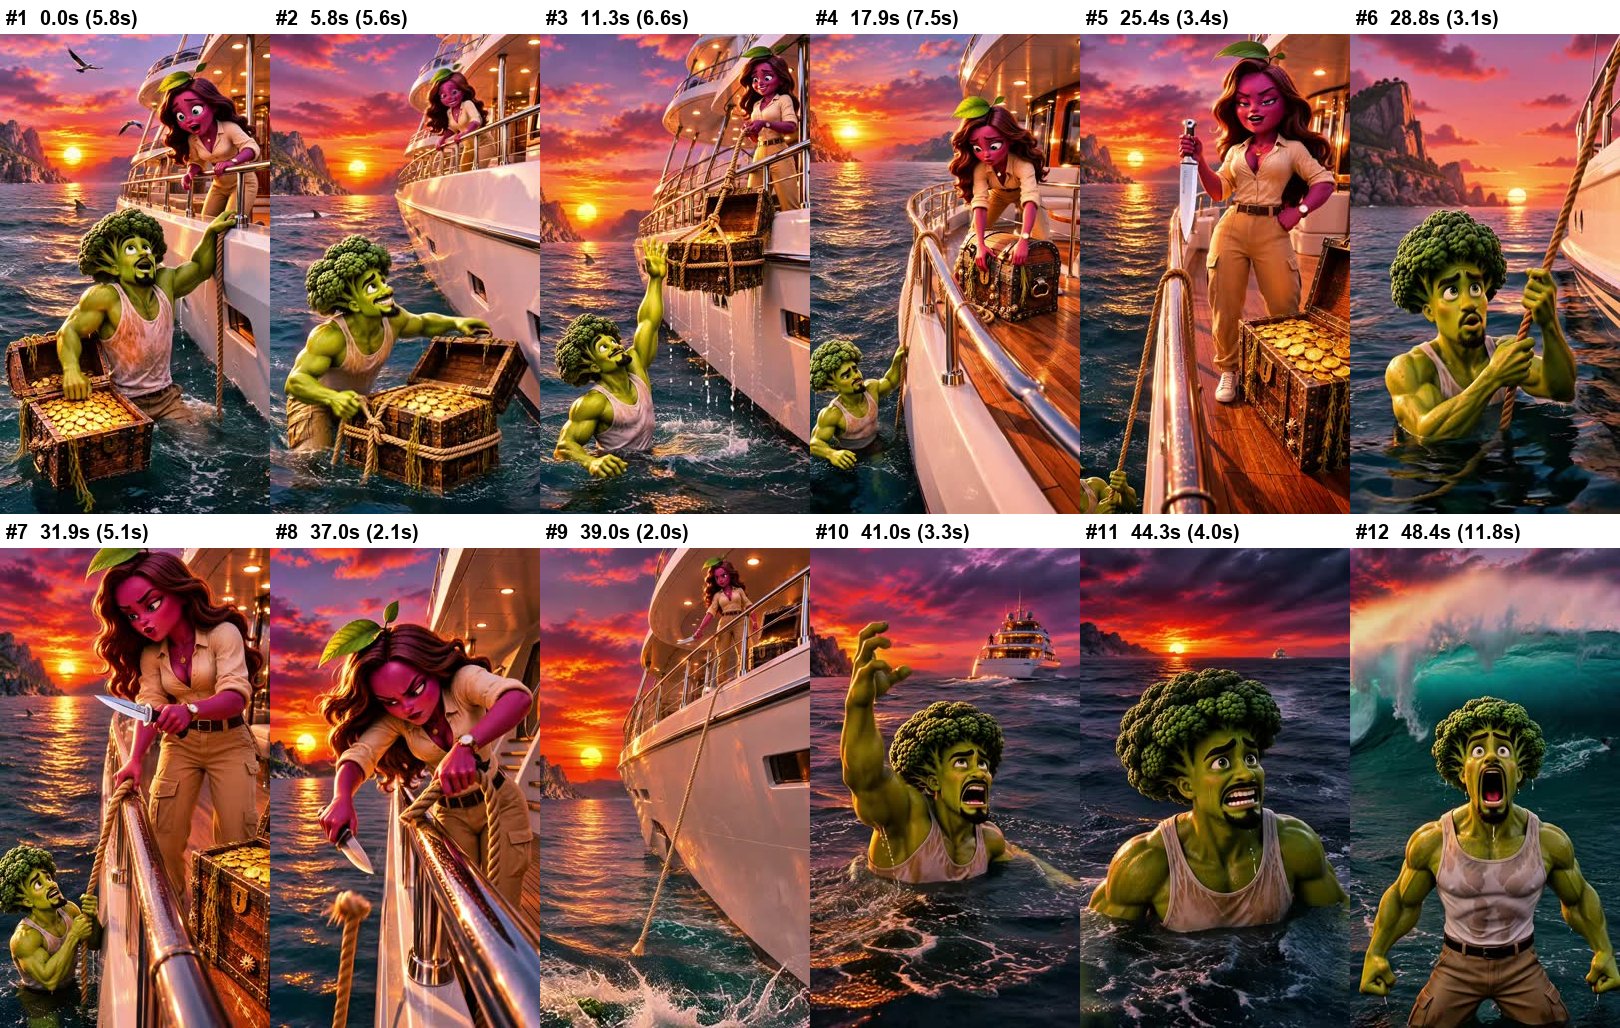 #1 0.0s (5.8s)
#2 5.8s (5.6s)
#3 11.3s (6.6s)
#4 17.9s (7.5s)
#5 25.4s (3.4s)
#6 28.8s (3.1s)
#7 31.9s (5.1s)
#8 37.0s (2.1s)
#9 39.0s (2.0s)
#10 41.0s (3.3s)
#11 44.3s (4.0s)
#12 48.4s (11.8s)